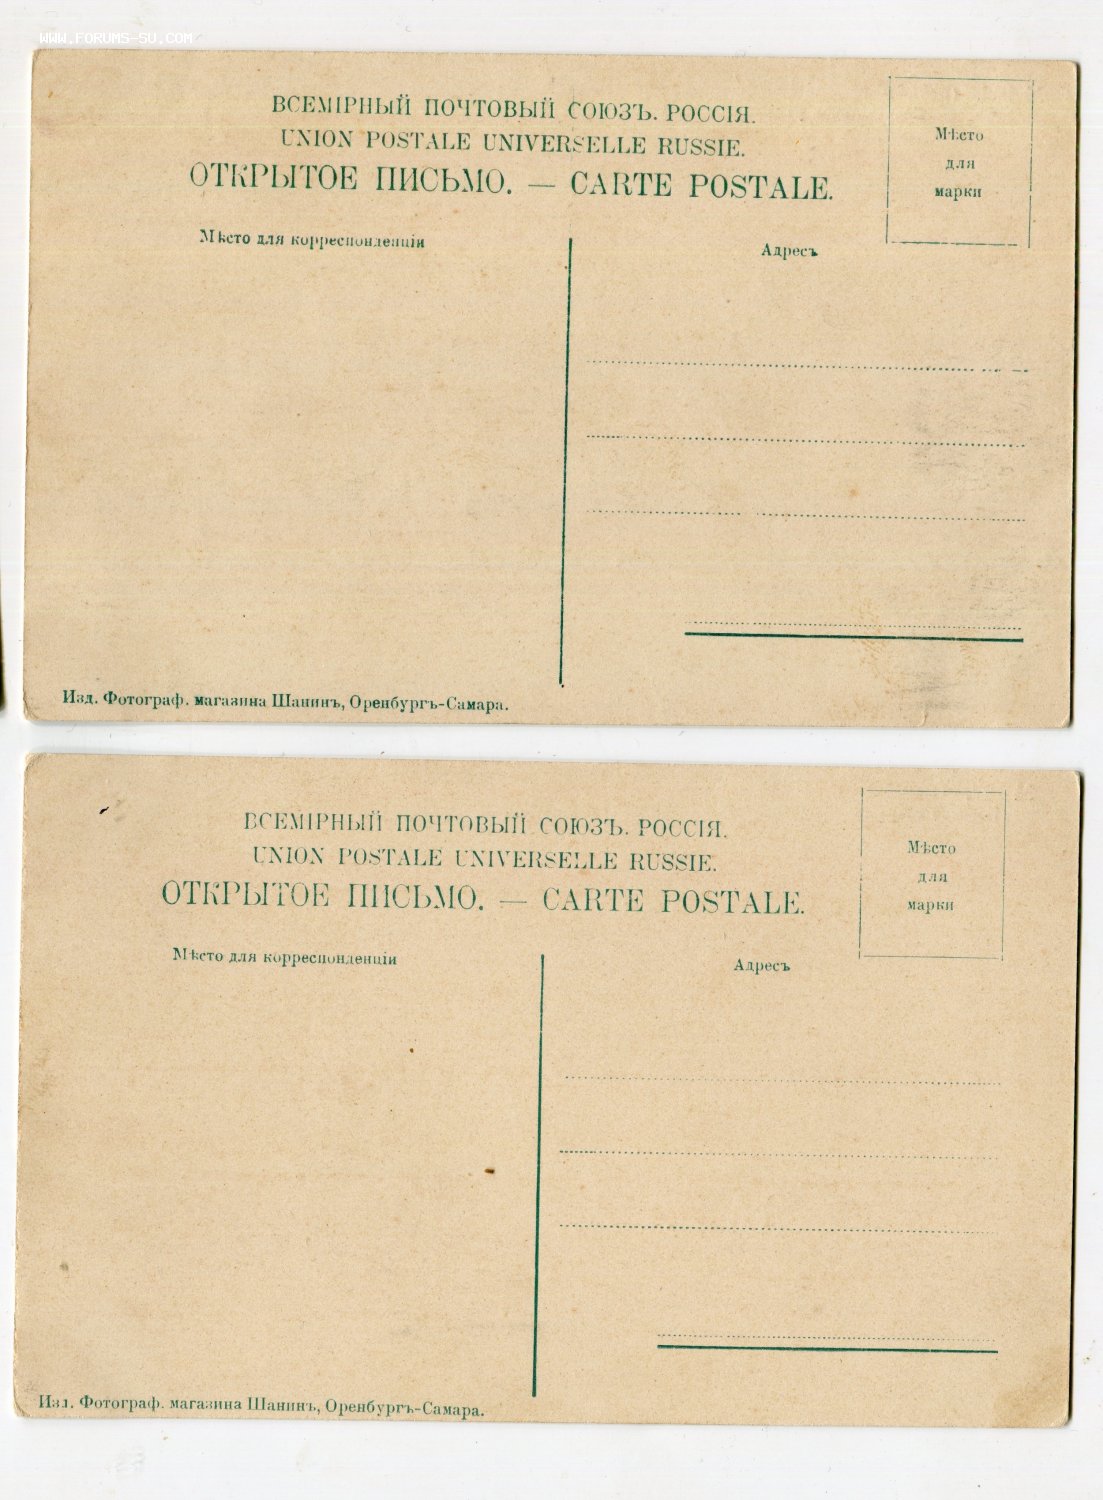 WWW.FORUMS-SU.COM
ВСЕМІРНЫЙ ПОЧТОВЫЙ СОЮЗЪ. РОССІЯ.
UNION POSTALE UNIVERSELLE RUSSIE.
ОТКРЫТОЕ ПИСЬМО. — CARTE POSTALE.
Мѣсто
для
марки
Мѣсто для корреспонденціи
Адресъ
Изд. Фотограф. магазина Шанинъ, Оренбургъ-Самара.
ВСЕМІРНЫЙ ПОЧТОВЫЙ СОЮЗЪ. РОССІЯ.
UNION POSTALE UNIVERSELLE RUSSIE.
ОТКРЫТОЕ ПИСЬМО. — CARTE POSTALE.
Мѣсто
для
марки
Мѣсто для корреспонденціи
Адресъ
Изд. Фотограф. магазина Шанинъ, Оренбургъ-Самара.